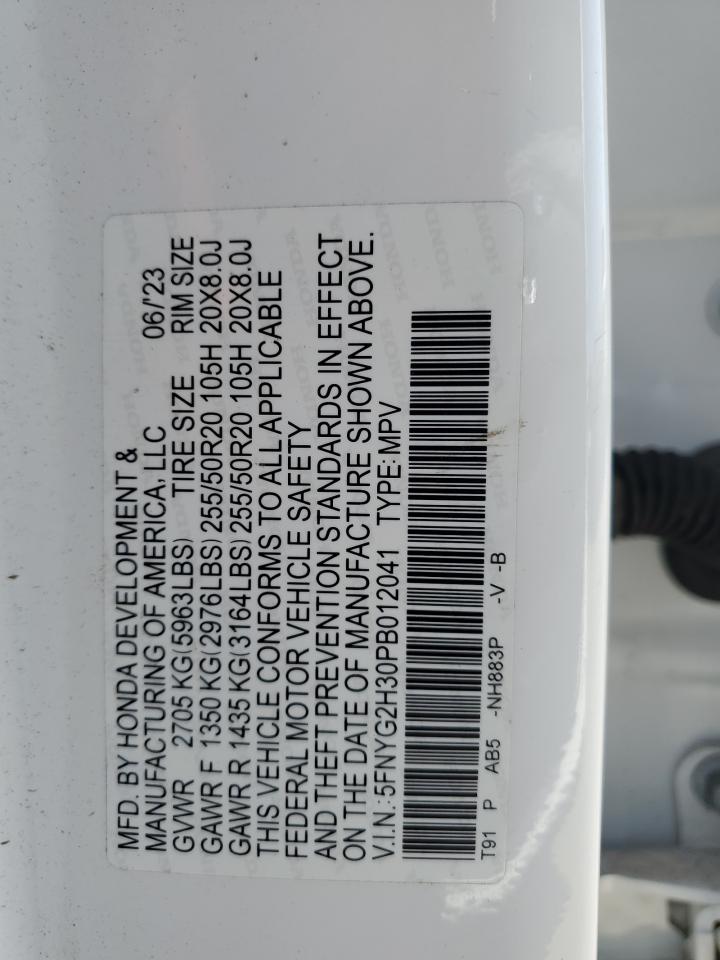 MFD. BY HONDA DEVELOPMENT &
MANUFACTURING OF AMERICA, LLC 06/'23
GVWR 2705 KG(5963LBS) TIRE SIZE RIM SIZE
GAWR F 1350 KG(2976LBS) 255/50R20 105H 20X8.0J
GAWR R 1435 KG(3164LBS) 255/50R20 105H 20X8.0J
THIS VEHICLE CONFORMS TO ALL APPLICABLE
FEDERAL MOTOR VEHICLE SAFETY
AND THEFT PREVENTION STANDARDS IN EFFECT
ON THE DATE OF MANUFACTURE SHOWN ABOVE.
V.I.N.:5FNYG2H30PB012041 TYPE:MPV
T91 P AB5 -NH883P -V -B